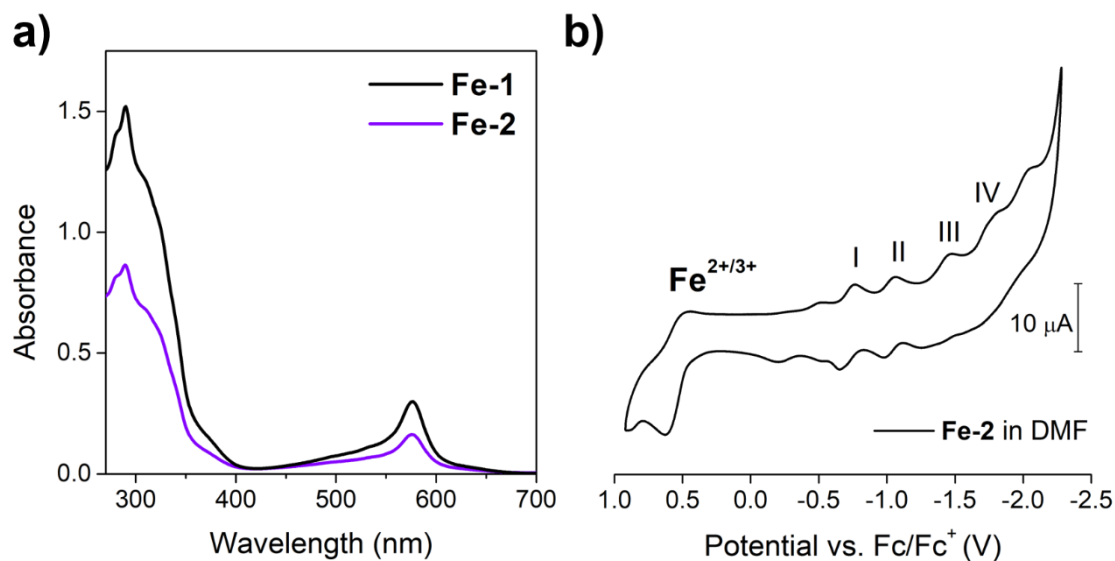 a)
Fe-1
Fe-2
1.5
1.0
0.5
0.0
Absorbance
300 400 500 600 700
Wavelength (nm)
b)
Fe2+/3+
I
II
III
IV
10 μA
Fe-2 in DMF
1.0 0.5 0.0 -0.5 -1.0 -1.5 -2.0 -2.5
Potential vs. Fc/Fc+ (V)